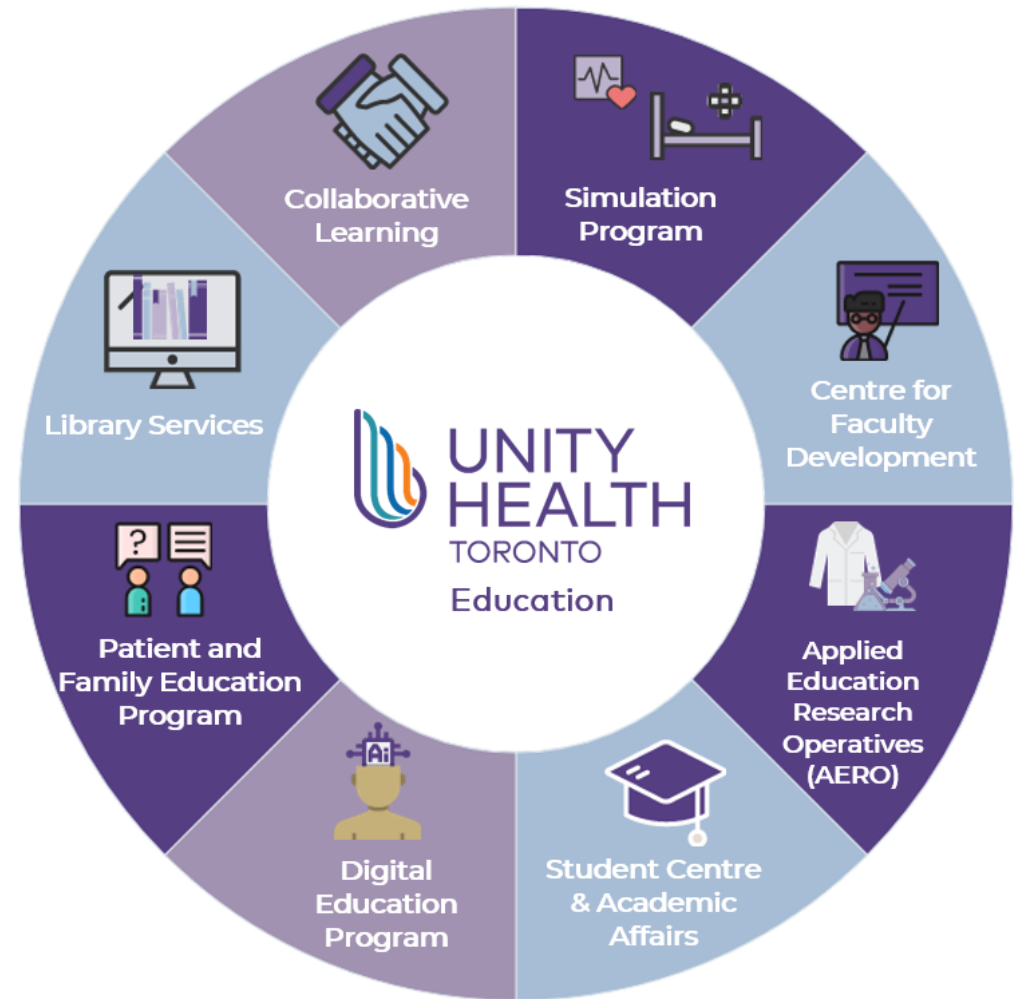 Collaborative
Learning
Simulation
Program
Centre for
Faculty
Development
Applied
Education
Research
Operatives
(AERO)
Student Centre
& Academic
Affairs
Ai
Digital
Education
Program
?
Patient and
Family Education
Program
Library Services
UNITY
HEALTH
TORONTO
Education